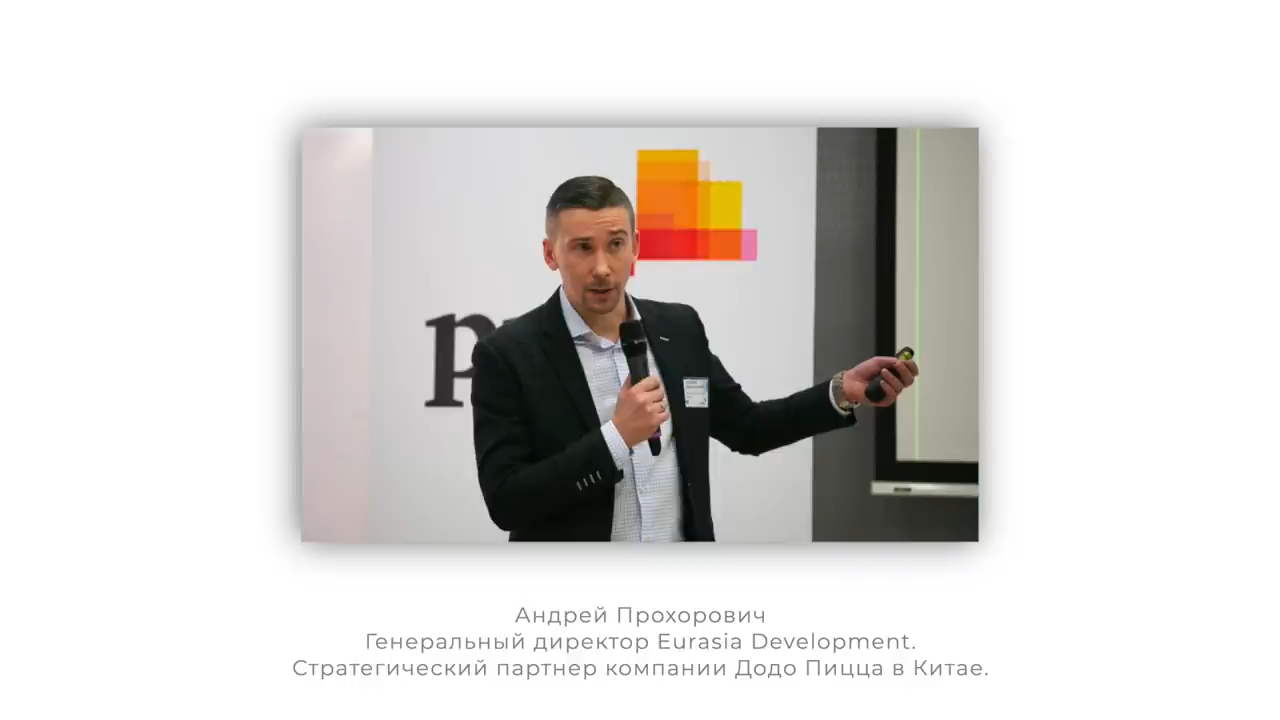 Андрей Прохорович
Генеральный директор Eurasia Development.
Стратегический партнер компании Додо Пицца в Китае.